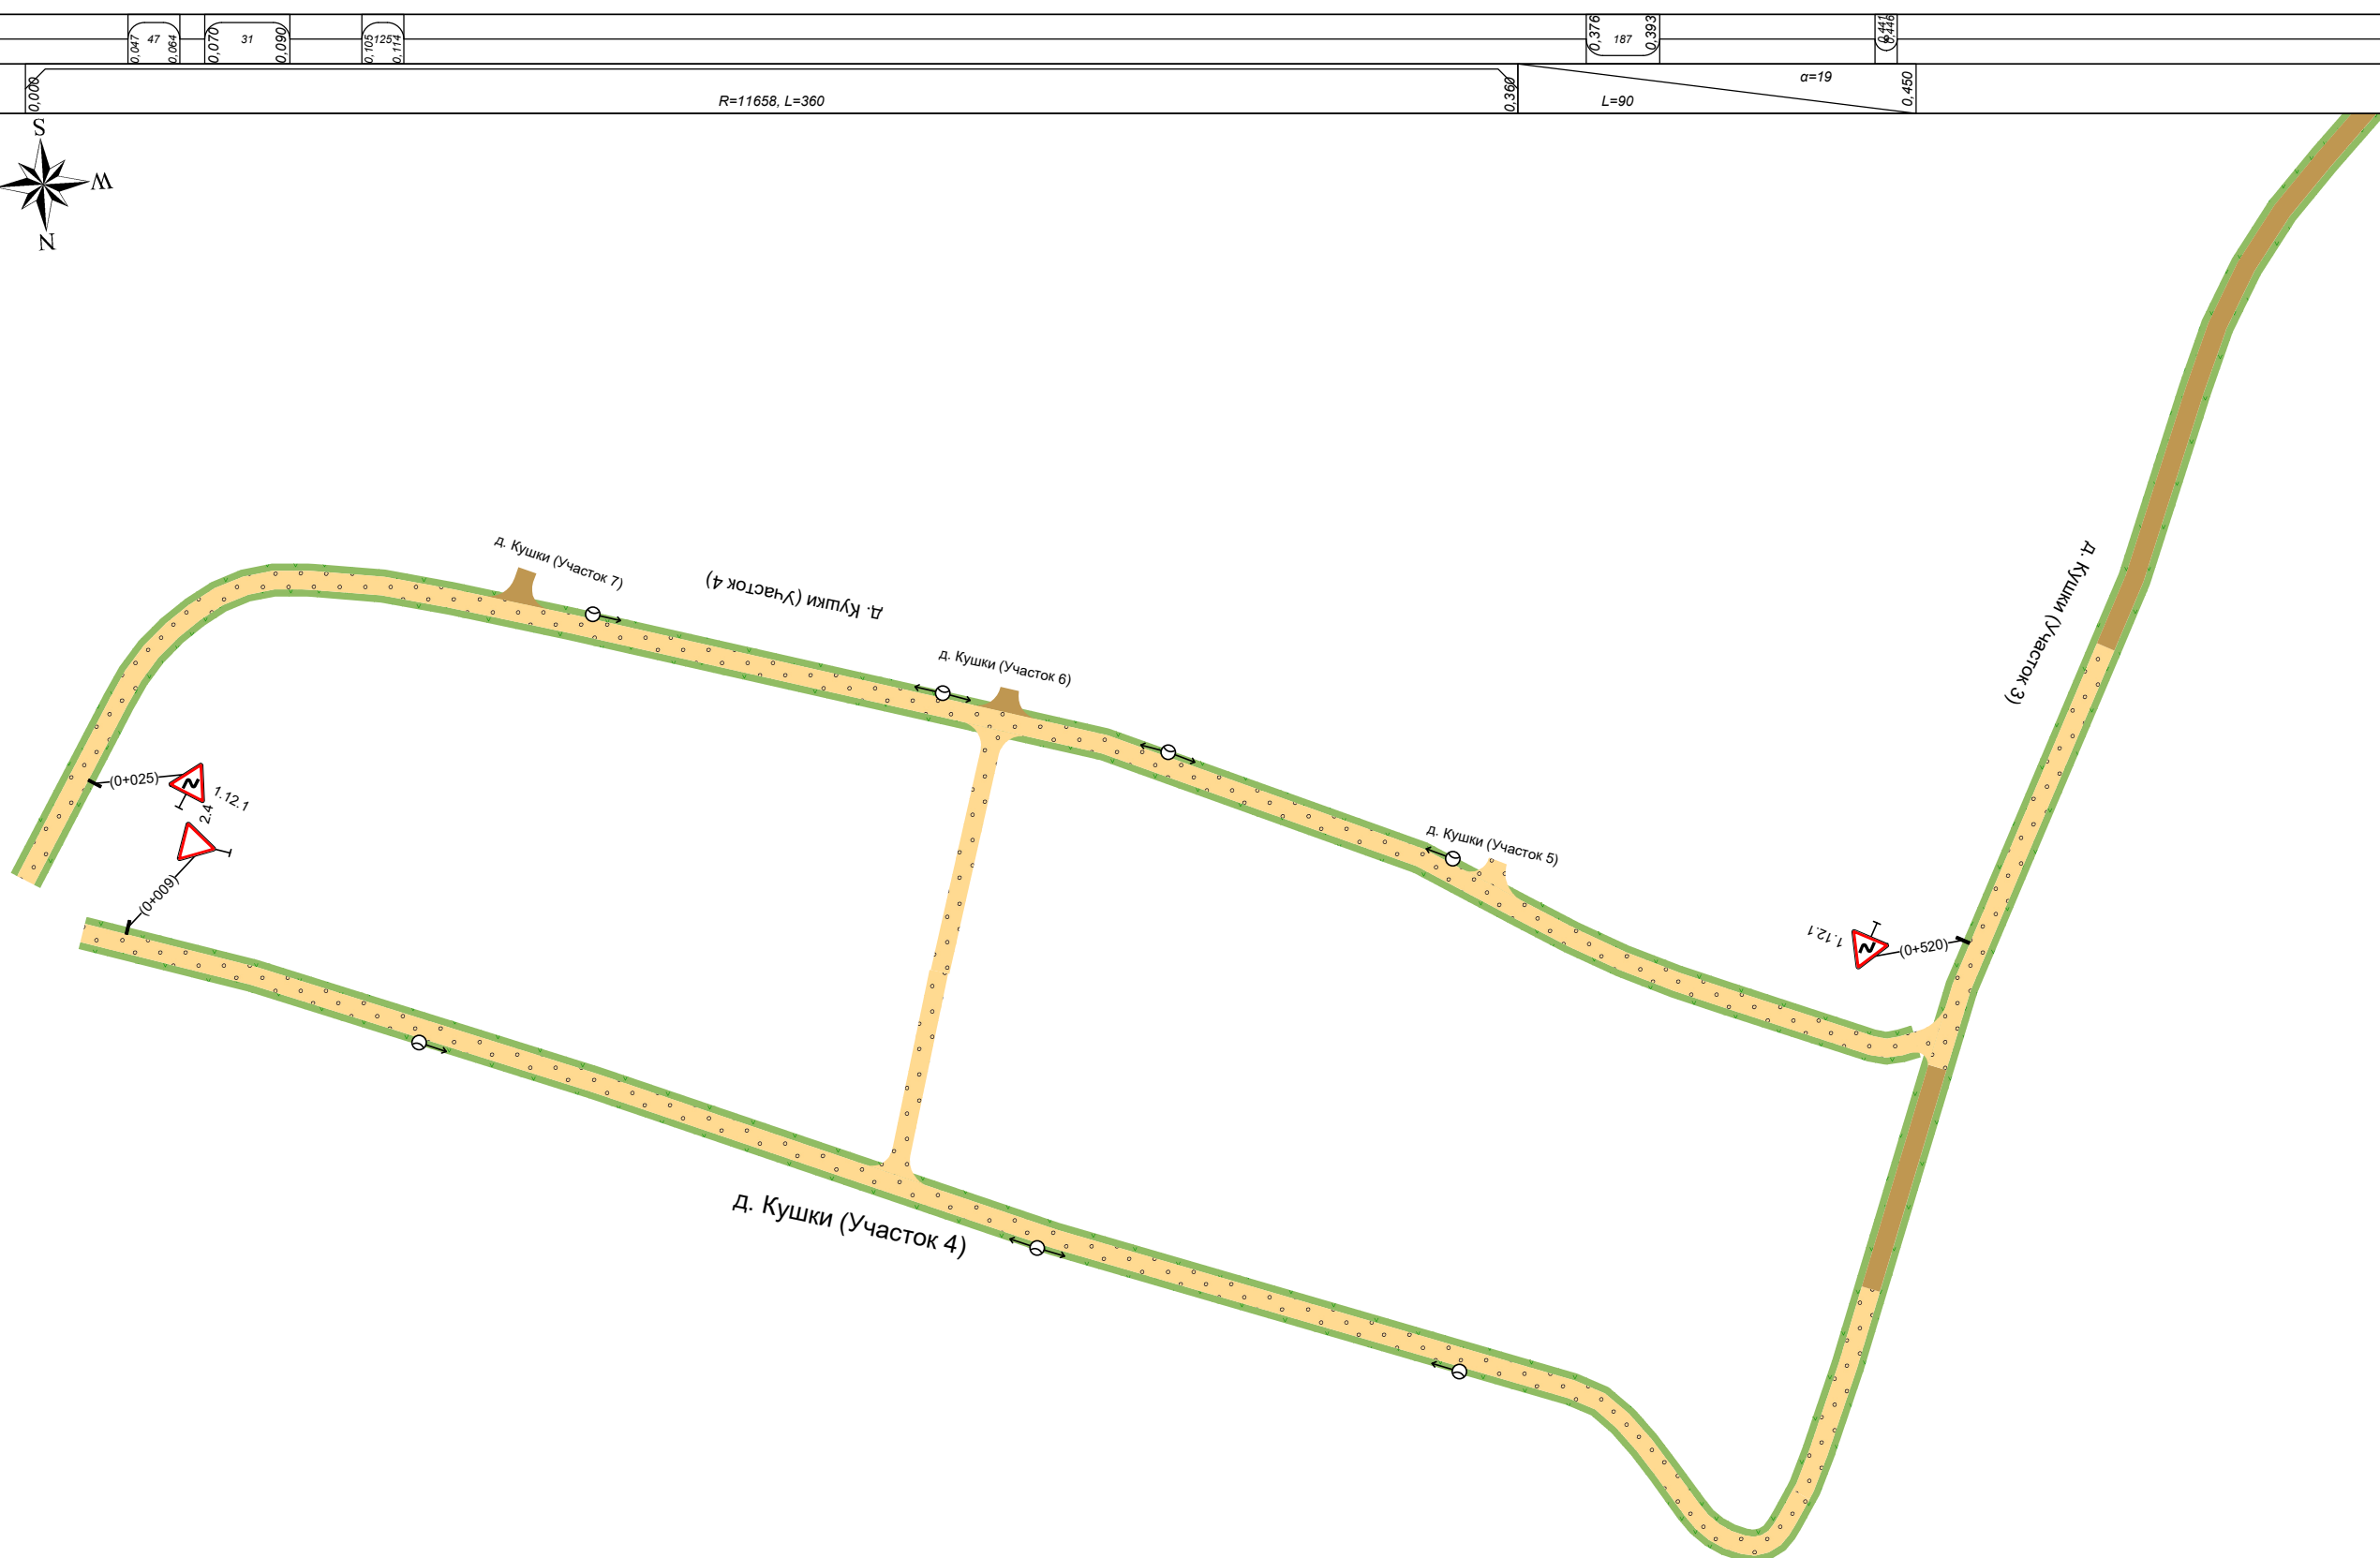 0,047 47 0,064 0,070 31 0,090 0,105 125 0,114 0,376 187 0,393 0,441 0,446
0,000 R=11658, L=360 0,360 L=90 α=19 0,450
S
W
N
д. Кушки (Участок 7)
д. Кушки (Участок 4)
д. Кушки (Участок 6)
д. Кушки (Участок 3)
(0+025)
1.12.1
2.4
(0+009)
д. Кушки (Участок 5)
1.12.1
(0+520)
д. Кушки (Участок 4)